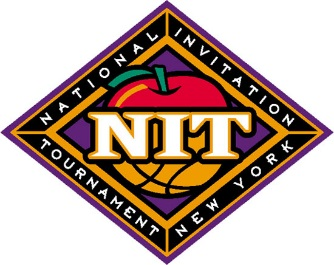 NATIONAL
INVITATION
NIT
TOURNAMENT
NEW YORK